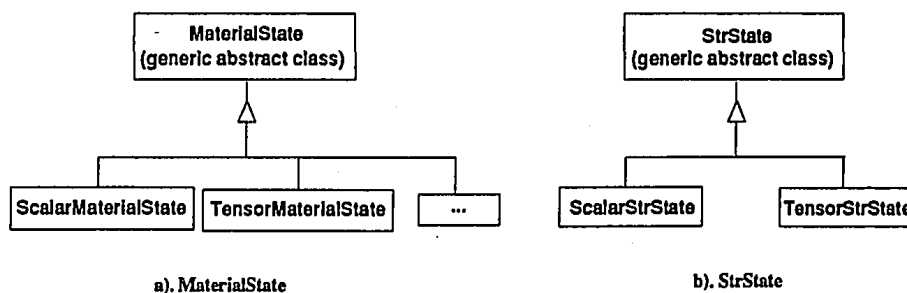 MaterialState
(generic abstract class)
ScalarMaterialState
TensorMaterialState
...
a). MaterialState
StrState
(generic abstract class)
ScalarStrState
TensorStrState
b). StrState